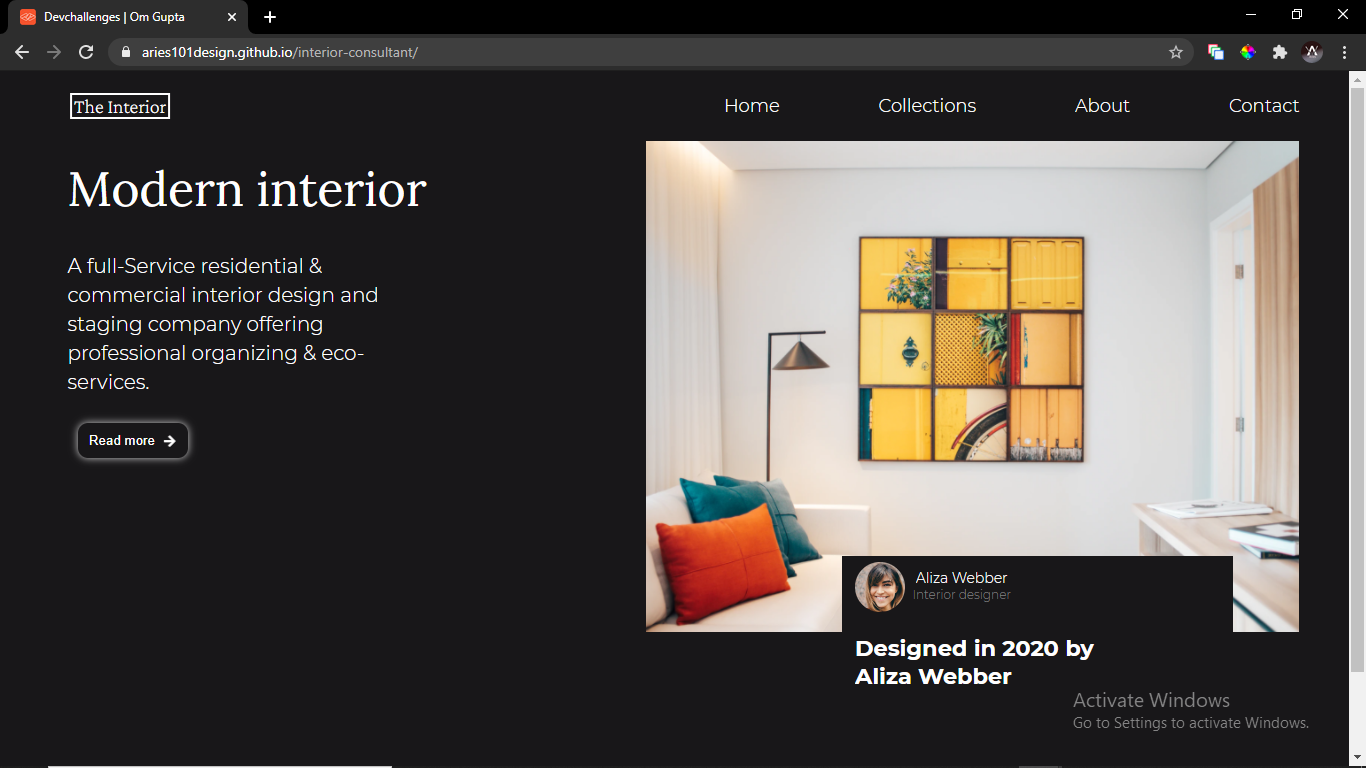 Devchallenges | Om Gupta
aries101design.github.io/interior-consultant/
The Interior
Home
Collections
About
Contact
Modern interior
A full-Service residential &
commercial interior design and
staging company offering
professional organizing & eco-
services.
Read more
Aliza Webber
Interior designer
Designed in 2020 by
Aliza Webber
Activate Windows
Go to Settings to activate Windows.